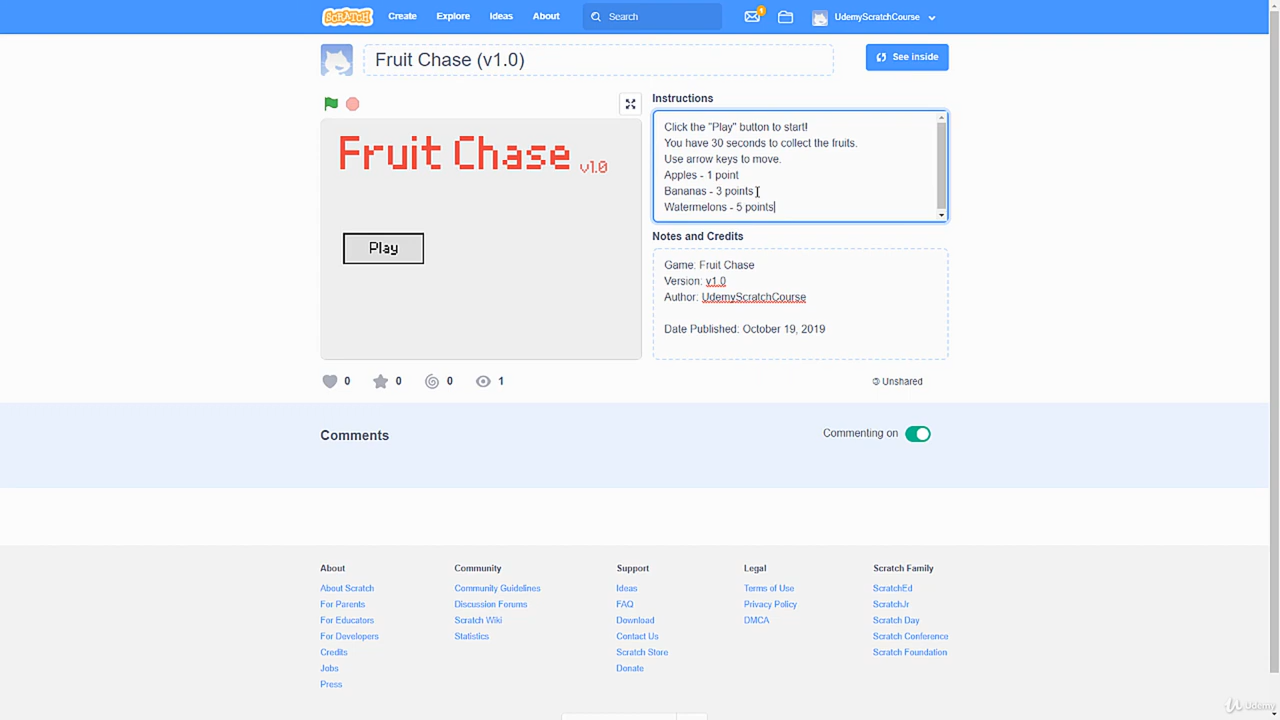 SCRATCH Create Explore Ideas About Search 1 UdemyScratchCourse
Fruit Chase (v1.0) See inside
Instructions
Click the "Play" button to start!
You have 30 seconds to collect the fruits.
Use arrow keys to move.
Apples - 1 point
Bananas - 3 points
Watermelons - 5 points
Fruit Chase v1.0
Play
Notes and Credits
Game: Fruit Chase
Version: v1.0
Author: UdemyScratchCourse
Date Published: October 19, 2019
0 0 0 1 Unshared
Comments Commenting on
About Community Support Legal Scratch Family
About Scratch Community Guidelines Ideas Terms of Use ScratchEd
For Parents Discussion Forums FAQ Privacy Policy ScratchJr
For Educators Scratch Wiki Download DMCA Scratch Day
For Developers Statistics Contact Us Scratch Conference
Credits Scratch Store Scratch Foundation
Jobs Donate
Press
Udemy